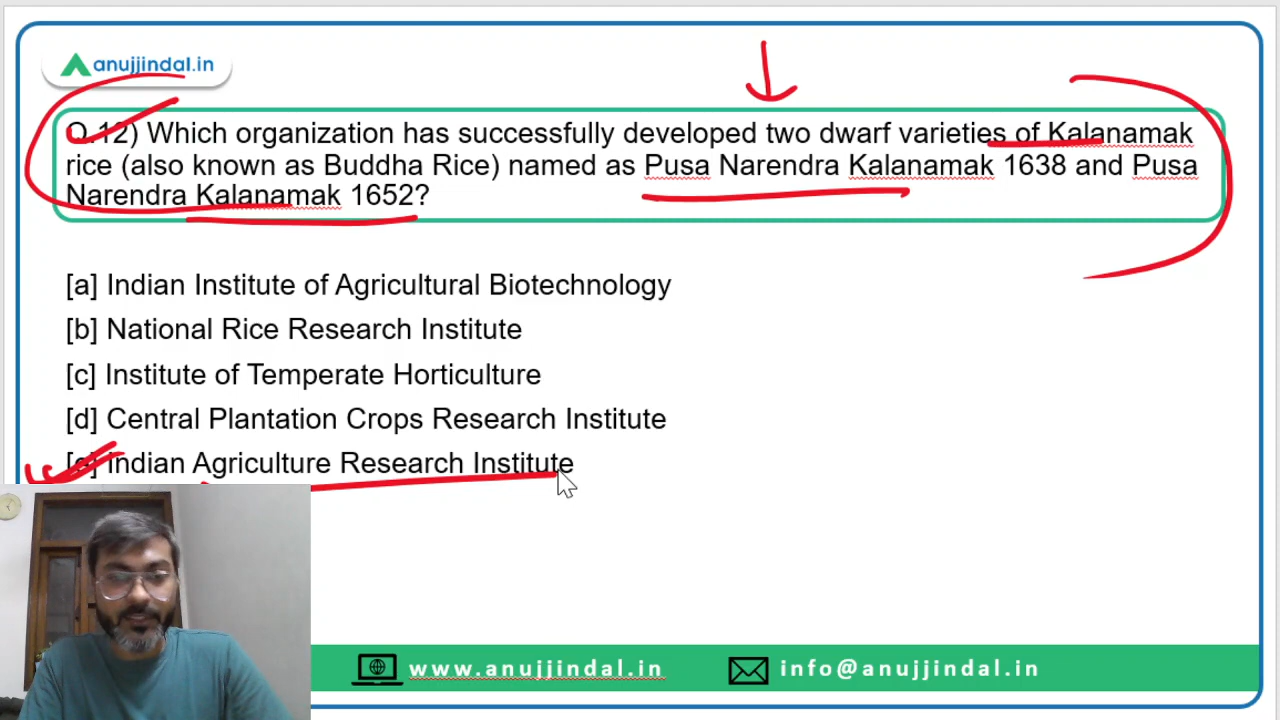 anujjindal.in
Q.12) Which organization has successfully developed two dwarf varieties of Kalanamak
rice (also known as Buddha Rice) named as Pusa Narendra Kalanamak 1638 and Pusa
Narendra Kalanamak 1652?
[a] Indian Institute of Agricultural Biotechnology
[b] National Rice Research Institute
[c] Institute of Temperate Horticulture
[d] Central Plantation Crops Research Institute
[e] Indian Agriculture Research Institute
www.anujjindal.in
info@anujjindal.in